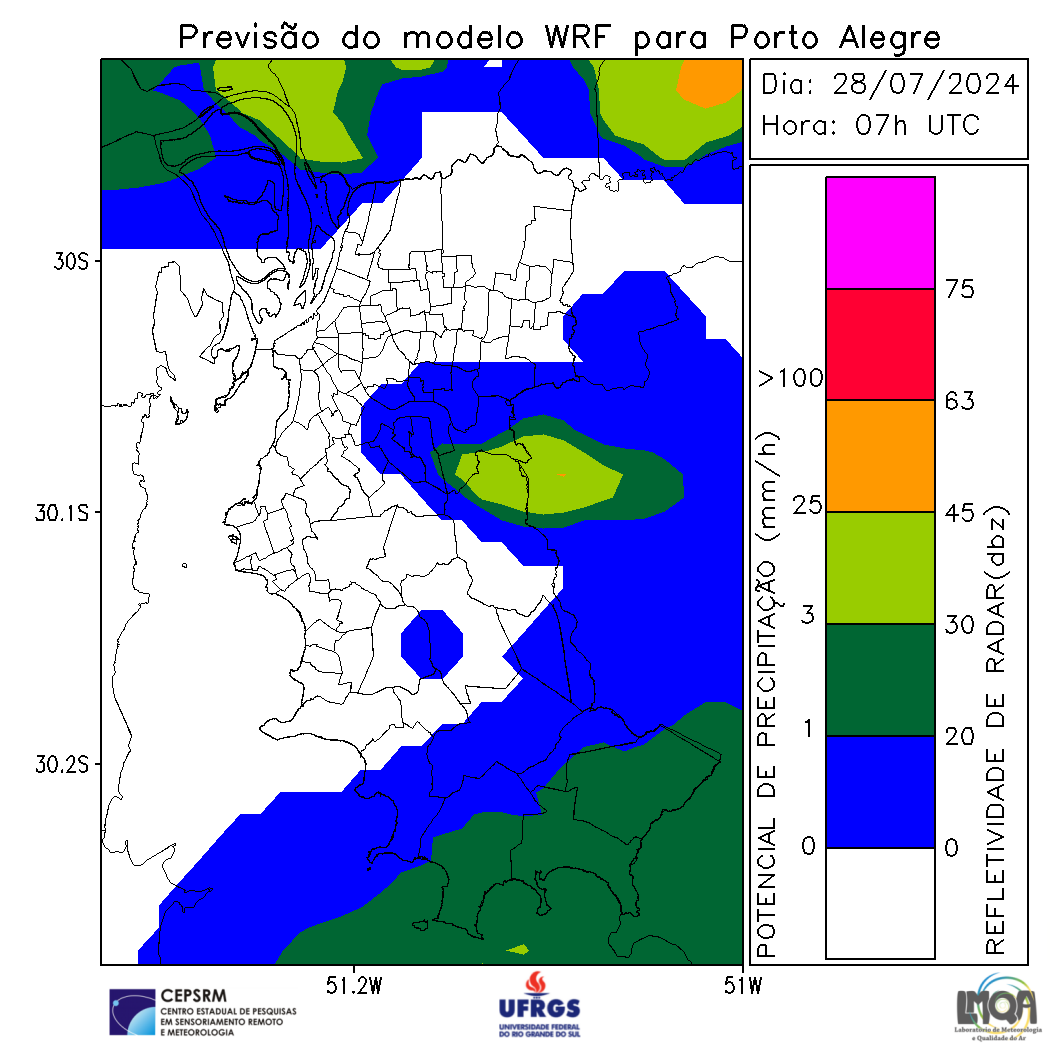 Previsão do modelo WRF para Porto Alegre
Dia: 28/07/2024
Hora: 07h UTC
30S
30.1S
30.2S
51.2W
51W
POTENCIAL DE PRECIPITAÇÃO (mm/h)
>100
25
3
1
0
75
63
45
30
20
0
REFLETIVIDADE DE RADAR(dbz)
CEPSRM
CENTRO ESTADUAL DE PESQUISAS
EM SENSORIAMENTO REMOTO
E METEOROLOGIA
UFRGS
UNIVERSIDADE FEDERAL
DO RIO GRANDE DO SUL
LMQA
Laboratório de Meteorologia
e Qualidade do Ar